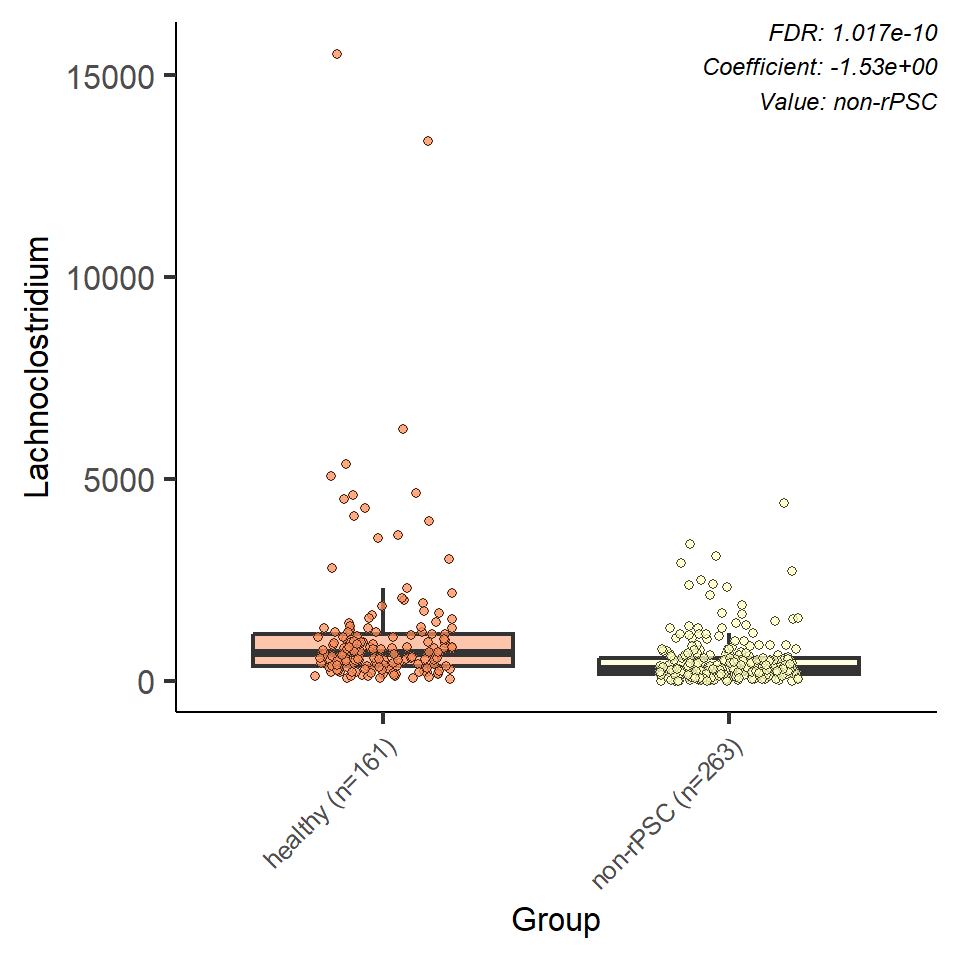 FDR: 1.017e-10
Coefficient: -1.53e+00
Value: non-rPSC
15000
10000
5000
0
Lachnoclostridium
healthy (n=161)
non-rPSC (n=263)
Group